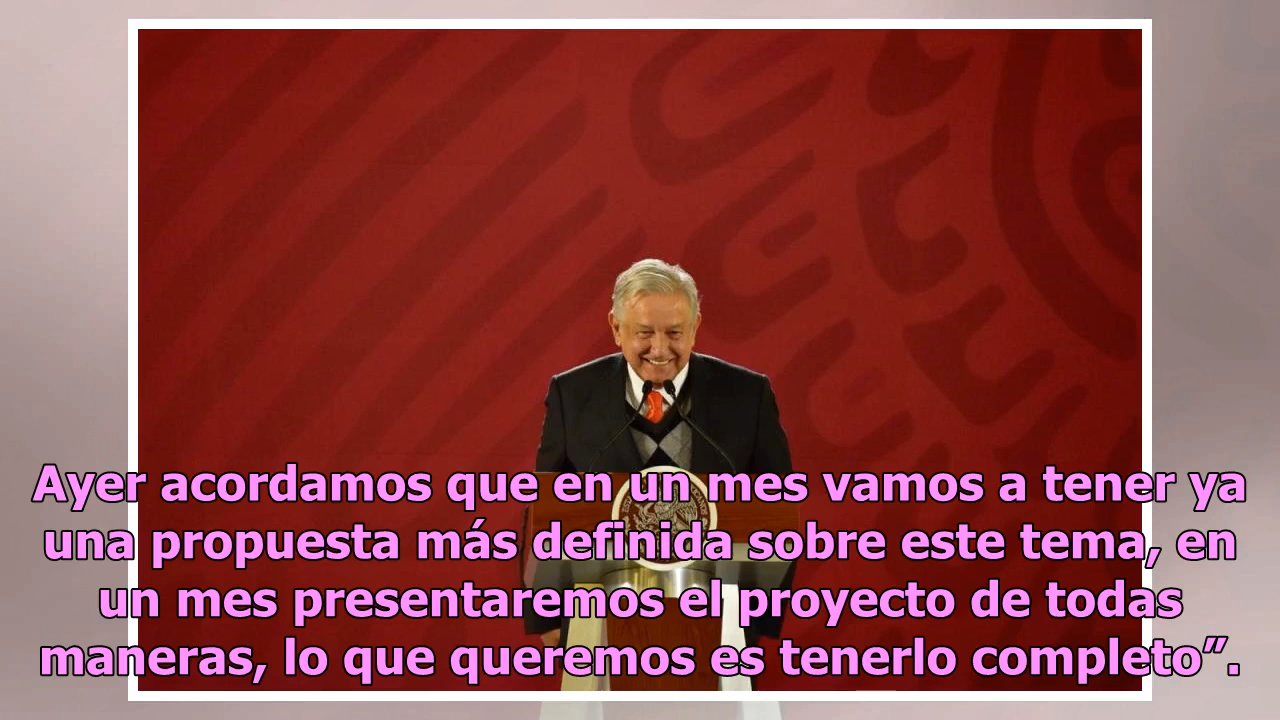 Ayer acordamos que en un mes vamos a tener ya
una propuesta más definida sobre este tema, en
un mes presentaremos el proyecto de todas
maneras, lo que queremos es tenerlo completo”.